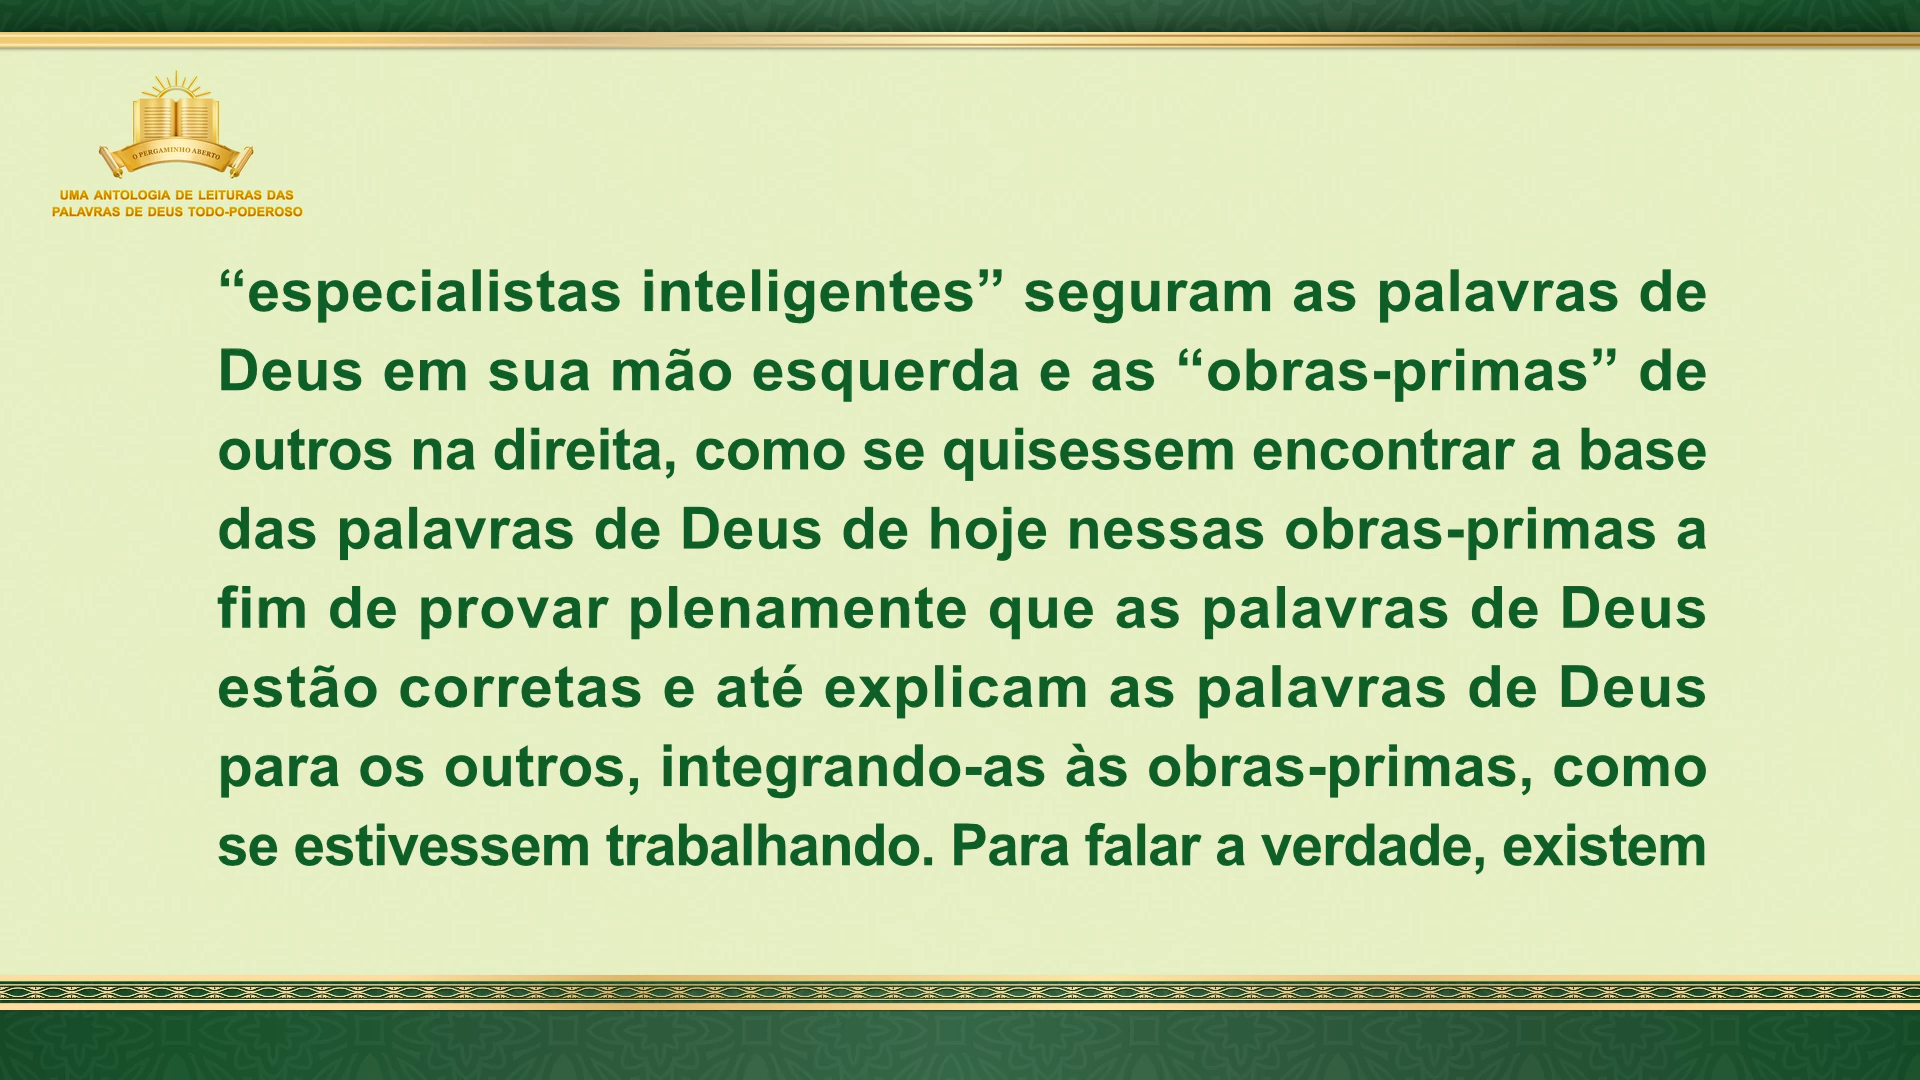 O PERGAMINHO ABERTO
UMA ANTOLOGIA DE LEITURAS DAS
PALAVRAS DE DEUS TODO-PODEROSO
“especialistas inteligentes” seguram as palavras de
Deus em sua mão esquerda e as “obras-primas” de
outros na direita, como se quisessem encontrar a base
das palavras de Deus de hoje nessas obras-primas a
fim de provar plenamente que as palavras de Deus
estão corretas e até explicam as palavras de Deus
para os outros, integrando-as às obras-primas, como
se estivessem trabalhando. Para falar a verdade, existem